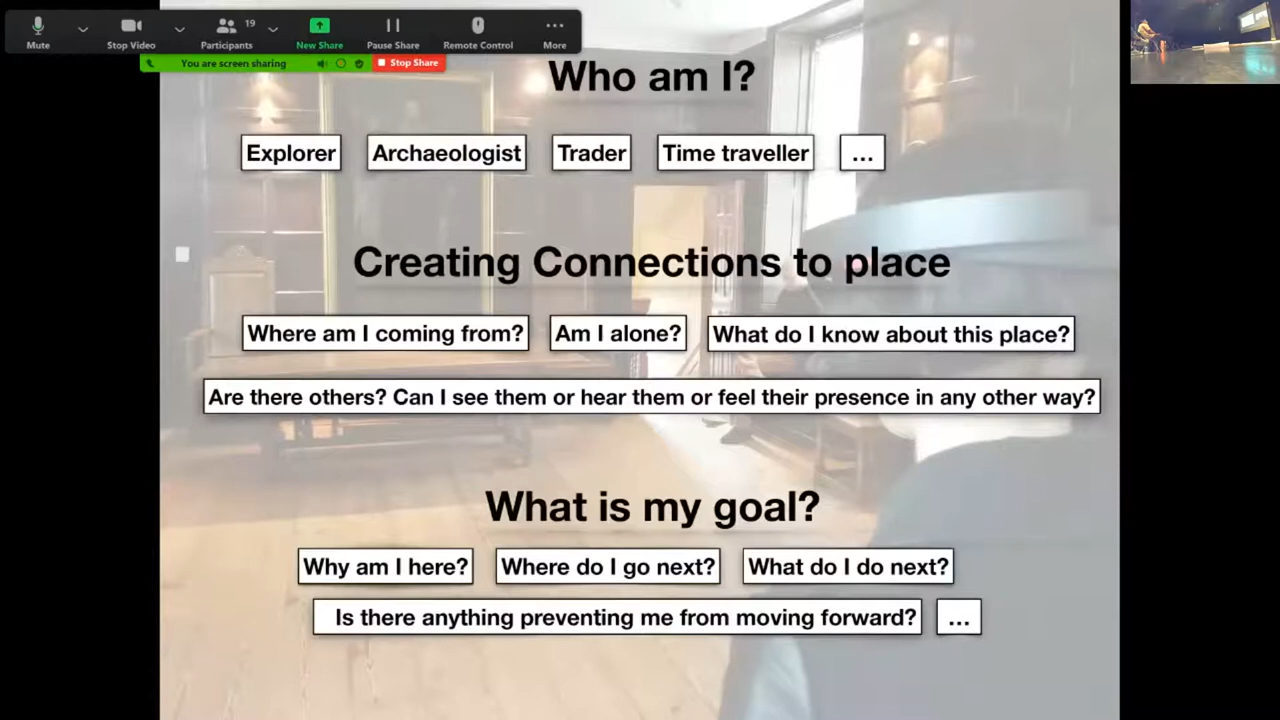 19
Mute
Stop Video
Participants
New Share
Pause Share
Remote Control
More
You are screen sharing
Stop Share
Who am I?
Explorer Archaeologist Trader Time traveller ...
Creating Connections to place
Where am I coming from? Am I alone? What do I know about this place?
Are there others? Can I see them or hear them or feel their presence in any other way?
What is my goal?
Why am I here? Where do I go next? What do I do next?
Is there anything preventing me from moving forward? ...